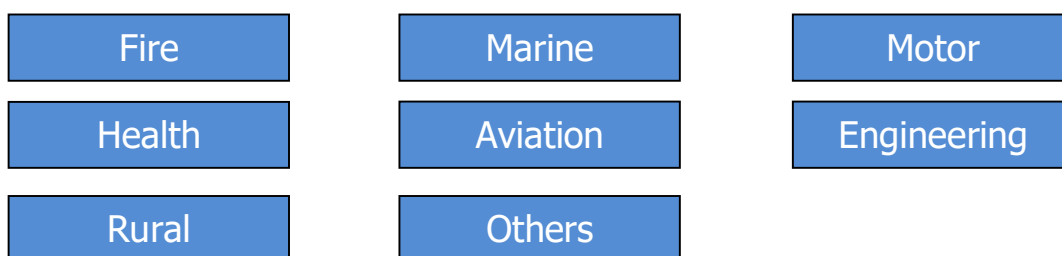 Fire
Marine
Motor
Health
Aviation
Engineering
Rural
Others